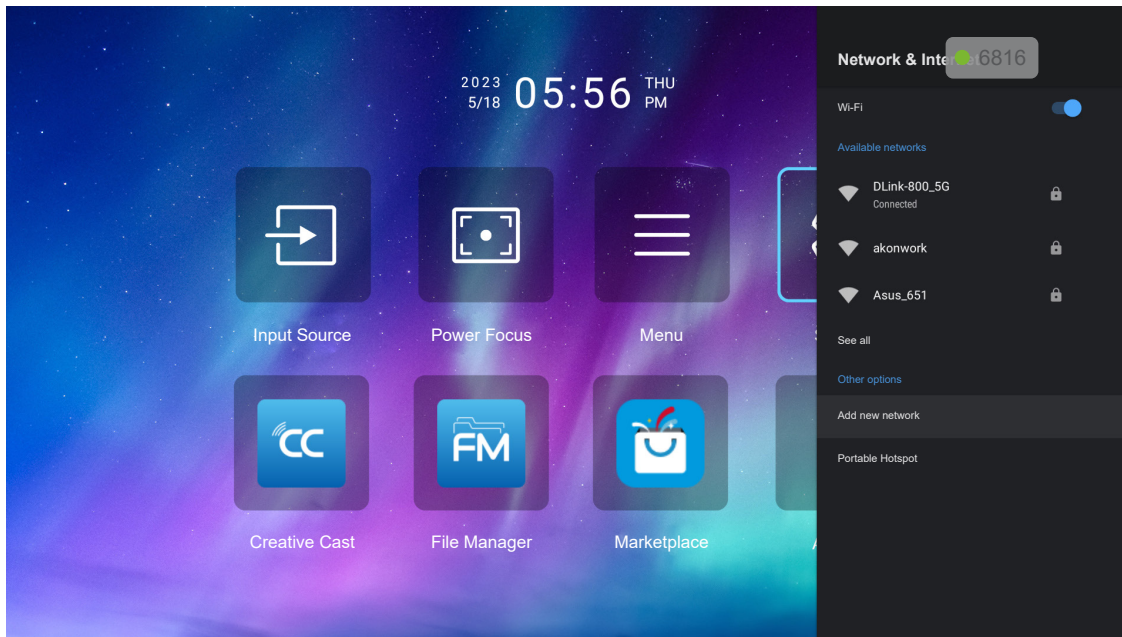 2023
5/18
05:56
THU
PM
Input Source
Power Focus
Menu
CC
FM
Creative Cast
File Manager
Marketplace
Network & Inte
6816
Wi-Fi
Available networks
DLink-800_5G
Connected
akonwork
Asus_651
See all
Other options
Add new network
Portable Hotspot